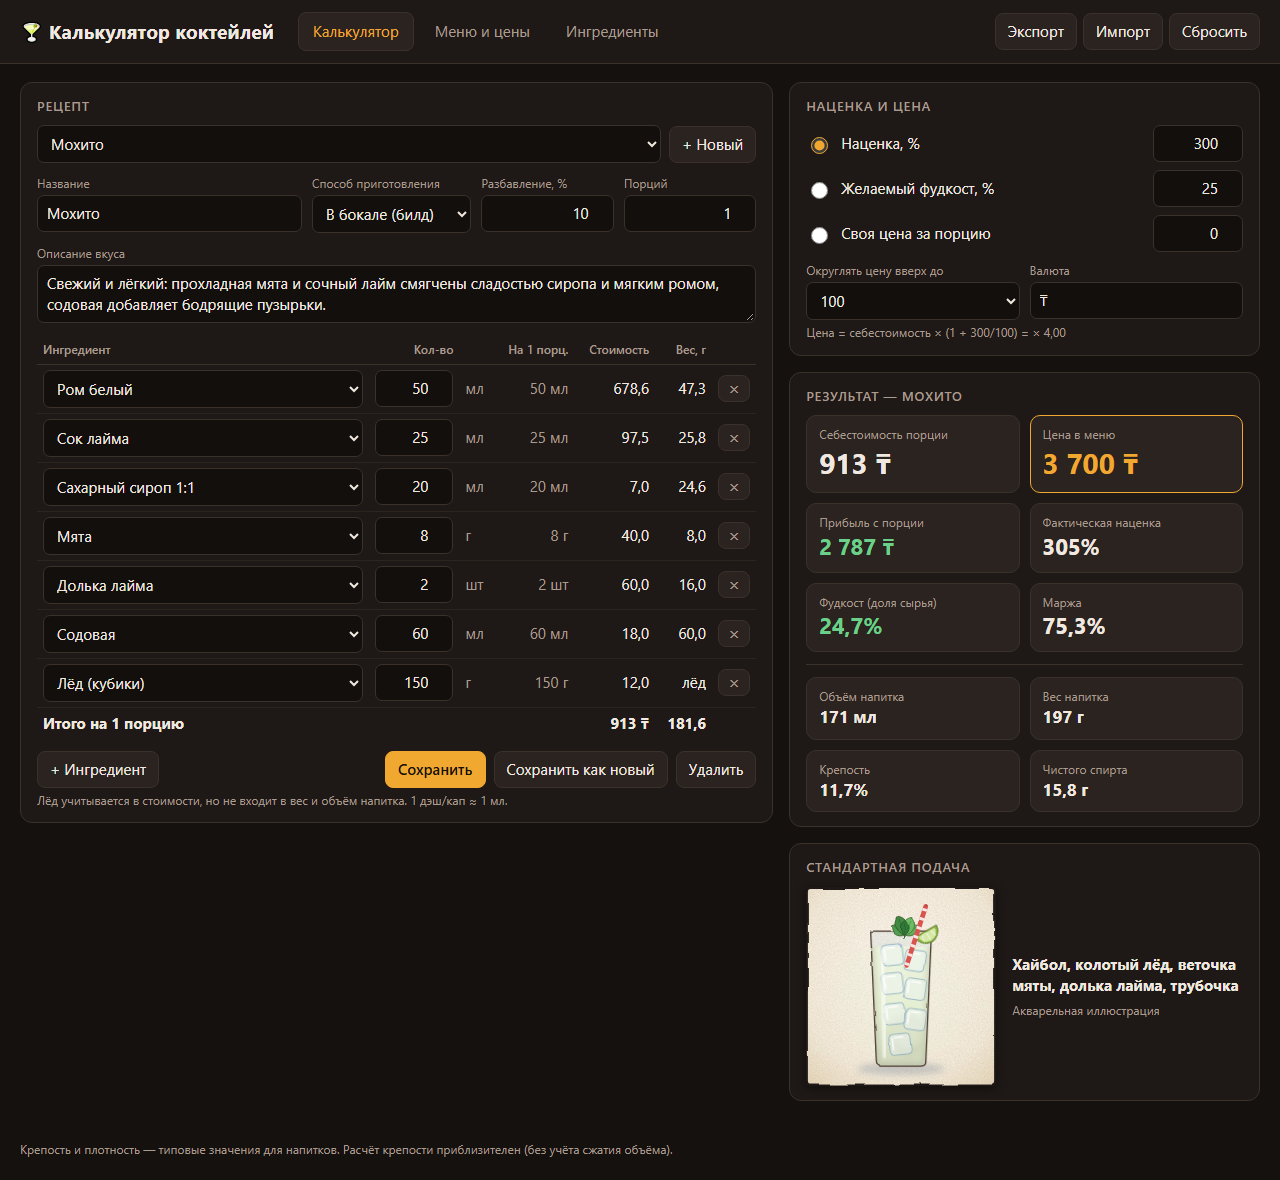 Калькулятор коктейлей
Калькулятор
Меню и цены
Ингредиенты
Экспорт
Импорт
Сбросить
РЕЦЕПТ
Мохито
+ Новый
Название
Способ приготовления
Разбавление, %
Порций
Мохито
В бокале (билд)
10
1
Описание вкуса
Свежий и лёгкий: прохладная мята и сочный лайм смягчены сладостью сиропа и мягким ромом,
содовая добавляет бодрящие пузырьки.
Ингредиент Кол-во На 1 порц. Стоимость Вес, г
Ром белый 50 мл 50 мл 678,6 47,3 ×
Сок лайма 25 мл 25 мл 97,5 25,8 ×
Сахарный сироп 1:1 20 мл 20 мл 7,0 24,6 ×
Мята 8 г 8 г 40,0 8,0 ×
Долька лайма 2 шт 2 шт 60,0 16,0 ×
Содовая 60 мл 60 мл 18,0 60,0 ×
Лёд (кубики) 150 г 150 г 12,0 лёд ×
Итого на 1 порцию 913 ₸ 181,6
+ Ингредиент
Сохранить
Сохранить как новый
Удалить
Лёд учитывается в стоимости, но не входит в вес и объём напитка. 1 дэш/кап ≈ 1 мл.
НАЦЕНКА И ЦЕНА
Наценка, % 300
Желаемый фудкост, % 25
Своя цена за порцию 0
Округлять цену вверх до
Валюта
100
₸
Цена = себестоимость × (1 + 300/100) = × 4,00
РЕЗУЛЬТАТ — МОХИТО
Себестоимость порции
913 ₸
Цена в меню
3 700 ₸
Прибыль с порции
2 787 ₸
Фактическая наценка
305%
Фудкост (доля сырья)
24,7%
Маржа
75,3%
Объём напитка
171 мл
Вес напитка
197 г
Крепость
11,7%
Чистого спирта
15,8 г
СТАНДАРТНАЯ ПОДАЧА
Хайбол, колотый лёд, веточка
мяты, долька лайма, трубочка
Акварельная иллюстрация
Крепость и плотность — типовые значения для напитков. Расчёт крепости приблизителен (без учёта сжатия объёма).